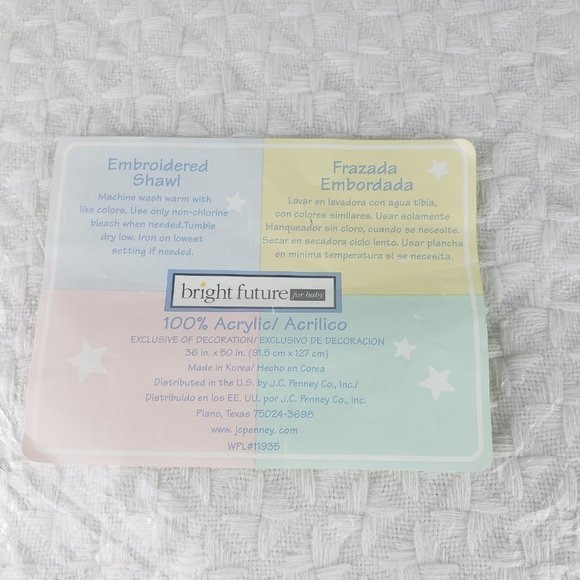 Embroidered
Shawl
Machine wash warm with
like colors. Use only non-chlorine
bleach when needed.Tumble
dry low. Iron on lowest
setting if needed.
Frazada
Embordada
Lavar en lavadora con agua tibia,
con colores similares. Usar solamente
blanqueador sin cloro, cuando se necesite.
Secar en secadora ciclo lento. Usar plancha
en minima temperatura si se necesita.
bright future for baby
100% Acrylic/ Acrilico
EXCLUSIVE OF DECORATION/ EXCLUSIVO DE DECORACION
36 in. x 50 in. (91.5 cm x 127 cm)
Made in Korea/ Hecho en Corea
Distributed in the U.S. by J.C. Penney Co., Inc./
Distribuido en los EE. UU. por J.C. Penney Co., Inc.
Plano, Texas 75024-3698
www.jcpenney. com
WPL#11935